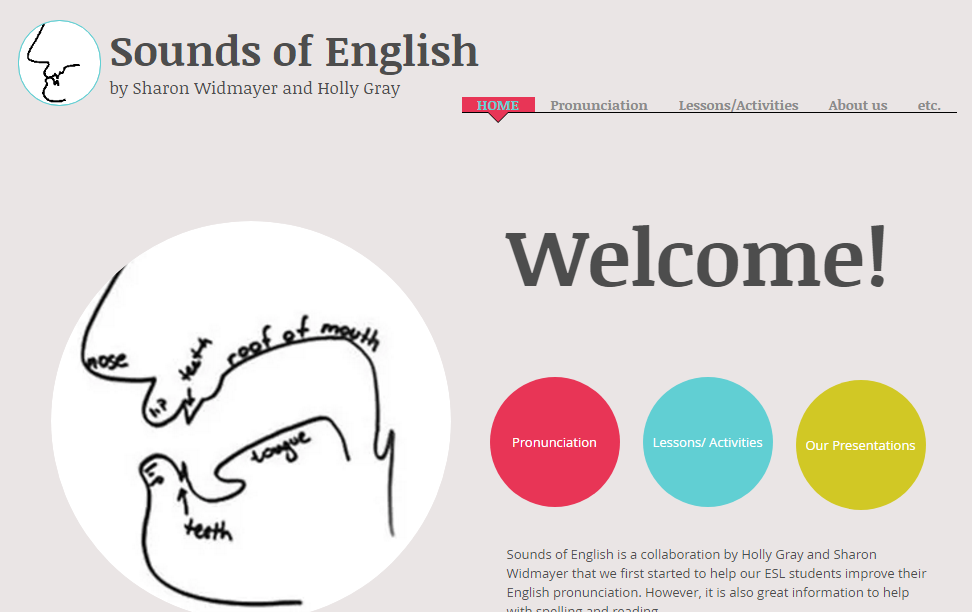 Sounds of English
by Sharon Widmayer and Holly Gray
HOME Pronunciation Lessons/Activities About us etc.
Welcome!
nose
teeth
roof of mouth
lip
tongue
lip
teeth
Pronunciation
Lessons/ Activities
Our Presentations
Sounds of English is a collaboration by Holly Gray and Sharon
Widmayer that we first started to help our ESL students improve their
English pronunciation. However, it is also great information to help
with spelling and reading.